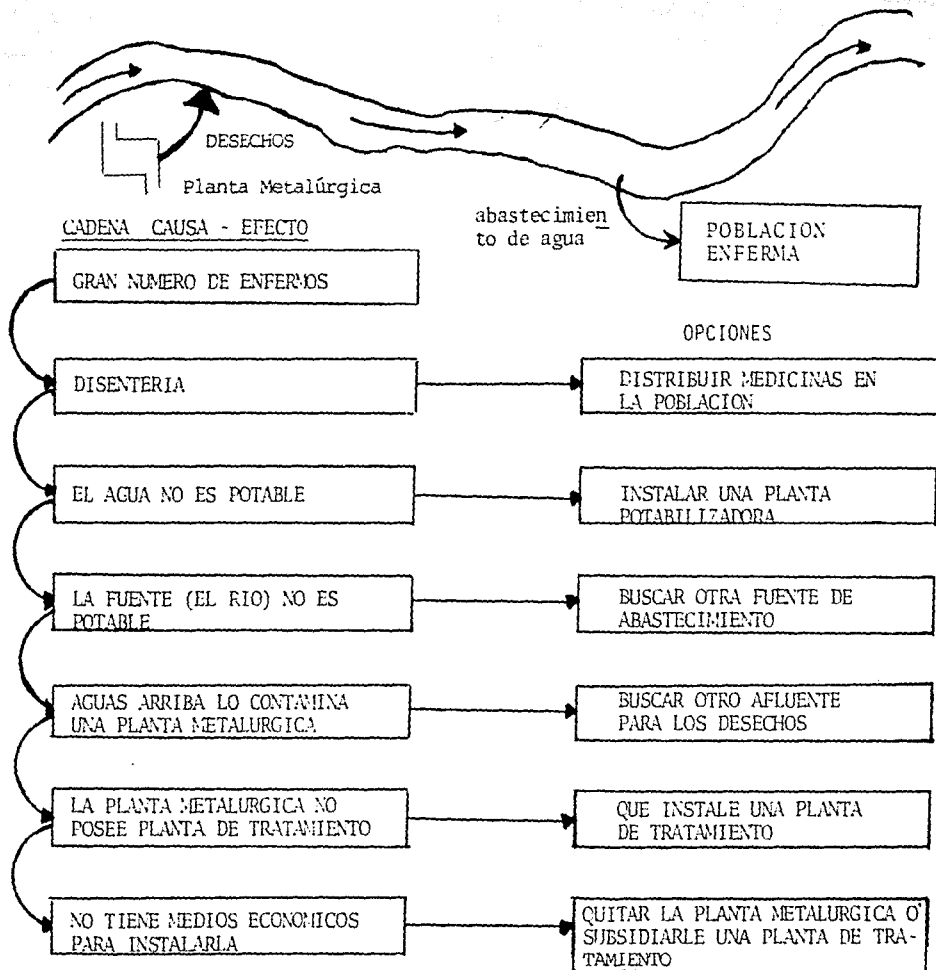 DESECHOS
Planta Metalúrgica
abastecimien
to de agua
POBLACION
ENFERMA
CADENA CAUSA - EFECTO
GRAN NUMERO DE ENFERMOS
OPCIONES
DISENTERIA
DISTRIBUIR MEDICINAS EN
LA POBLACION
EL AGUA NO ES POTABLE
INSTALAR UNA PLANTA
POTABILIZADORA
LA FUENTE (EL RIO) NO ES
POTABLE
BUSCAR OTRA FUENTE DE
ABASTECIMIENTO
AGUAS ARRIBA LO CONTAMINA
UNA PLANTA METALURGICA
BUSCAR OTRO AFLUENTE
PARA LOS DESECHOS
LA PLANTA METALURGICA NO
POSEE PLANTA DE TRATAMIENTO
QUE INSTALE UNA PLANTA
DE TRATAMIENTO
NO TIENE MEDIOS ECONOMICOS
PARA INSTALARLA
QUITAR LA PLANTA METALURGICA O'
SUBSIDIARLE UNA PLANTA DE TRA-
TAMIENTO